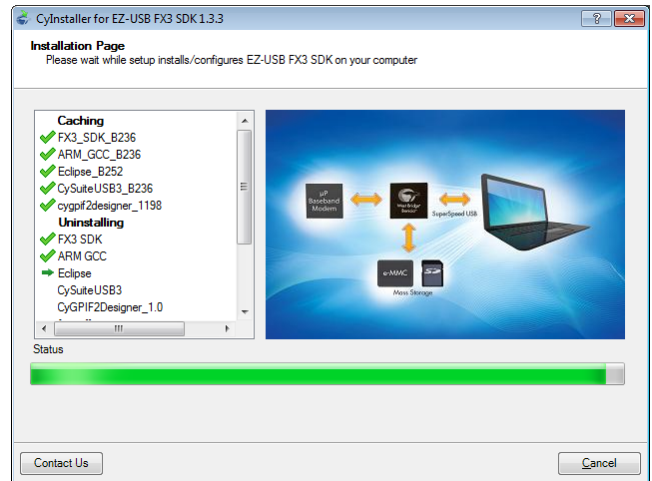 CyInstaller for EZ-USB FX3 SDK 1.3.3
Installation Page
Please wait while setup installs/configures EZ-USB FX3 SDK on your computer
Caching
FX3_SDK_B236
ARM_GCC_B236
Eclipse_B252
CySuiteUSB3_B236
cygpif2designer_1198
Uninstalling
FX3 SDK
ARM GCC
Eclipse
CySuiteUSB3
CyGPIF2Designer_1.0
µP
Baseband
Modem
SuperSpeed USB
e-MMC
Mass Storage
Status
Contact Us
Cancel